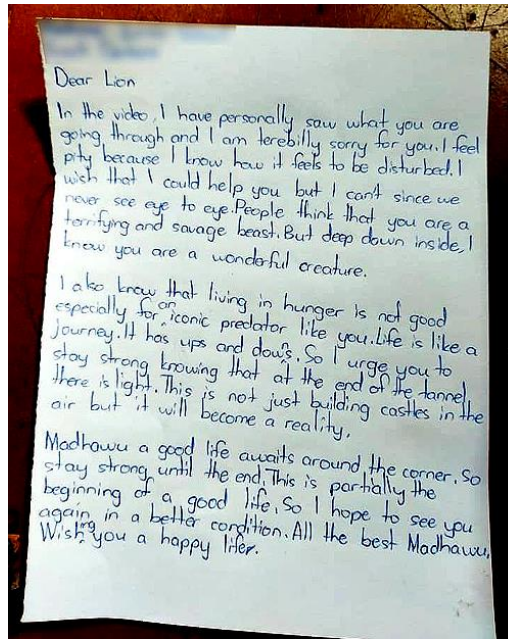 Dear Lion
In the video, I have personally saw what you are
going through and I am terebilly sorry for you. I feel
pity because I know how it feels to be disturbed. I
wish that I could help you but I can't since we
never see eye to eye. People think that you are a
terrifying and savage beast. But deep down inside, I
know you are a wonderful creature.
I also know that living in hunger is not good
especially for an iconic predator like you. Life is like a
journey. It has ups and downs. So I urge you to
stay strong knowing that at the end of the tannel
there is light. This is not just building castles in the
air but it will become a reality.
Madhawu a good life awaits around the corner. So
stay strong until the end. This is partially the
beginning of a good life. So I hope to see you
again in a better condition. All the best Madhawu.
Wishing you a happy lifer.